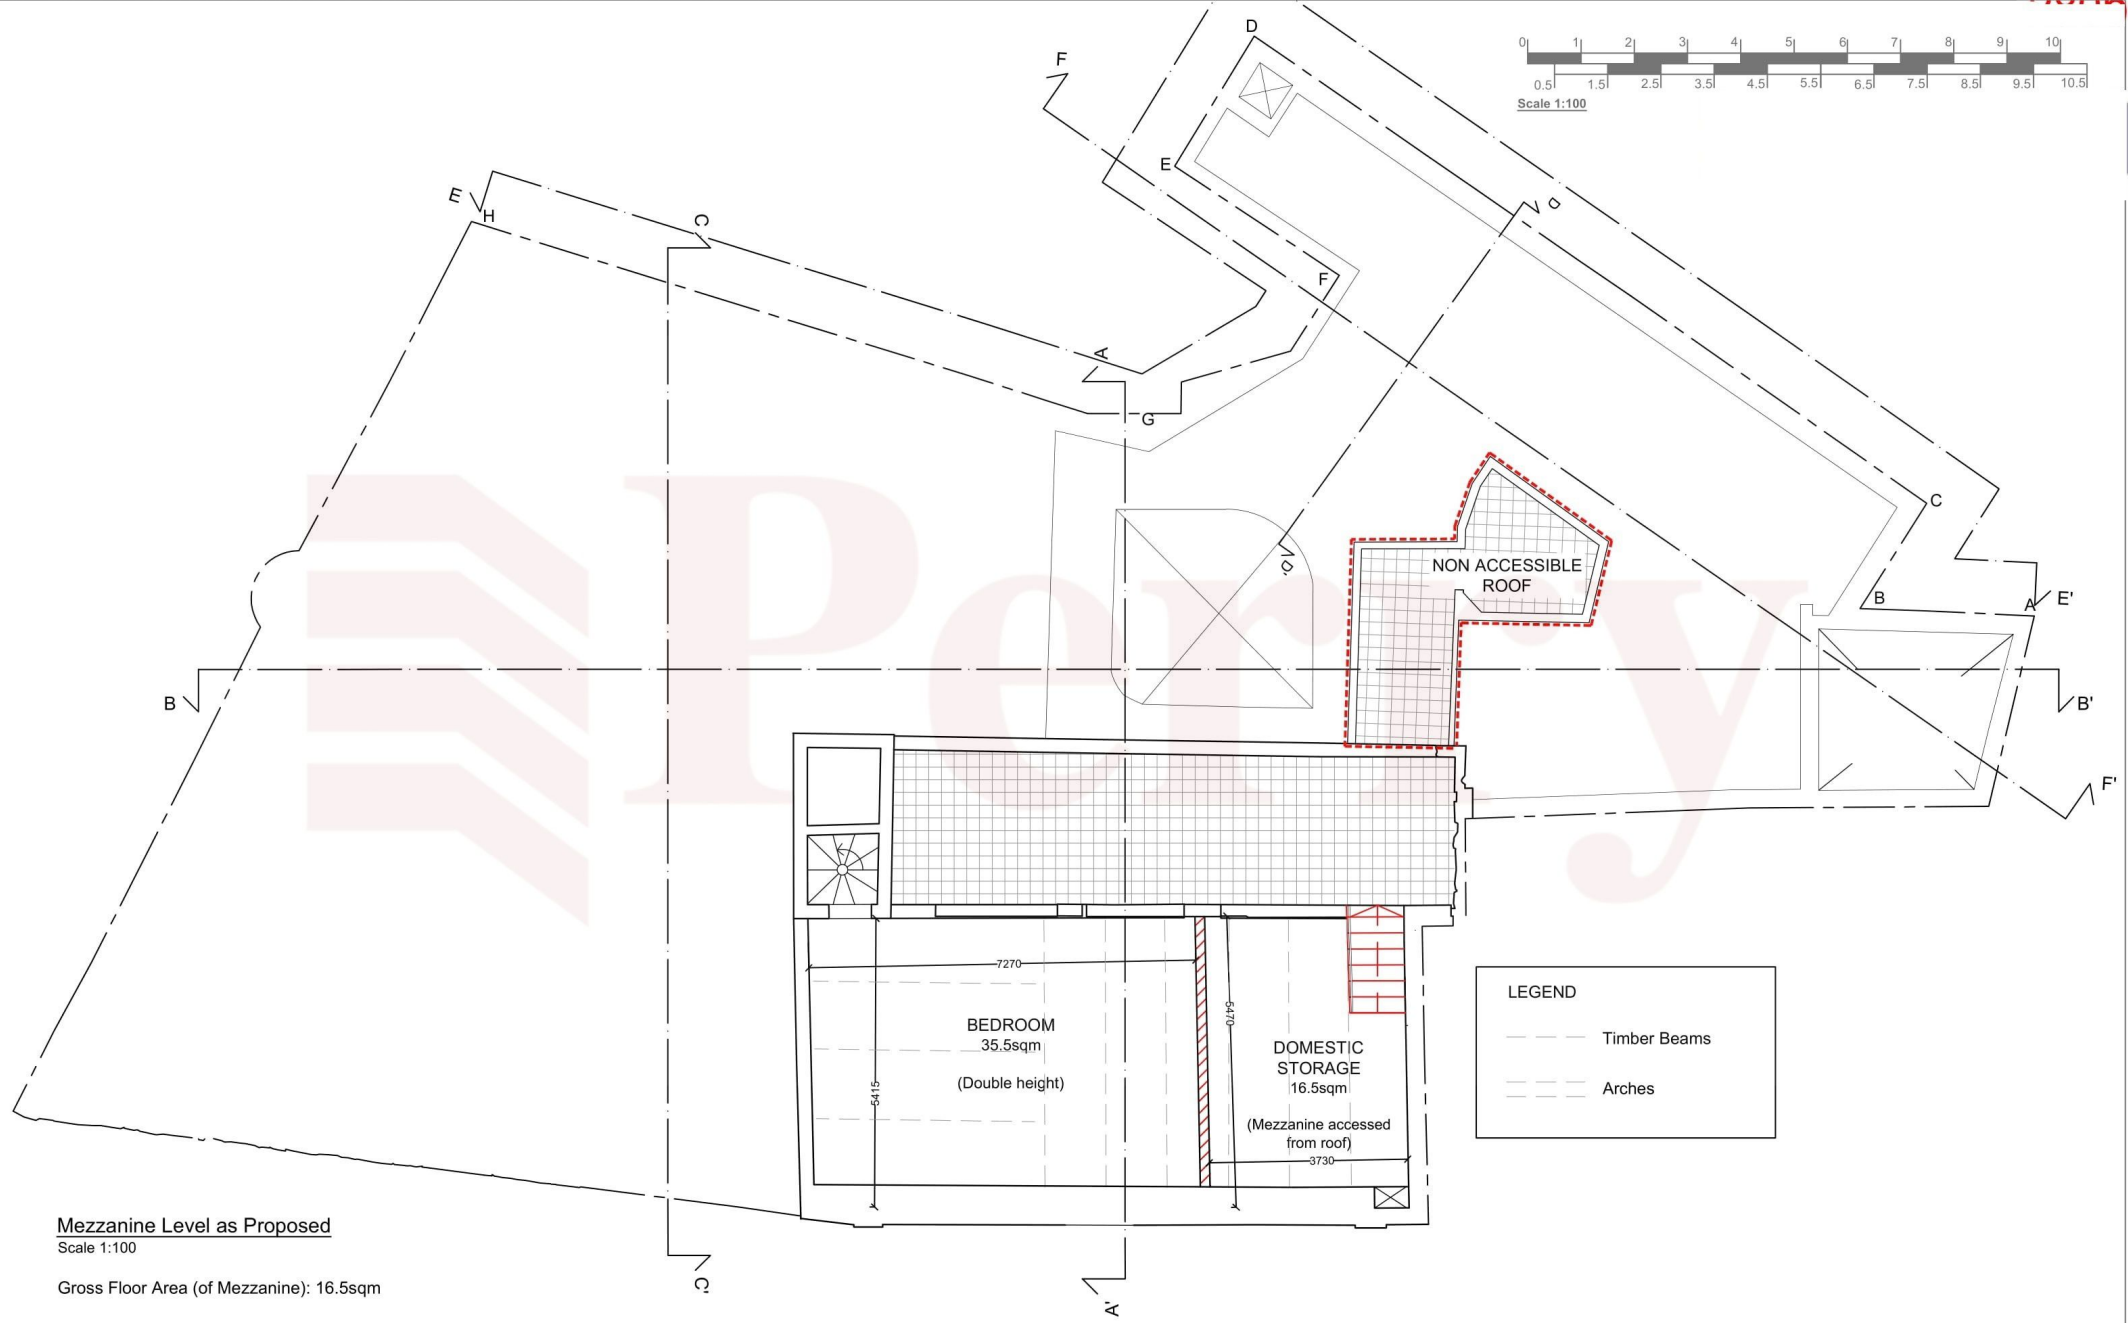 D
F
0 1 2 3 4 5 6 7 8 9 10
0.5 1.5 2.5 3.5 4.5 5.5 6.5 7.5 8.5 9.5 10.5
Scale 1:100
E
E
H
C
D
F
A
G
C
Perry
NON ACCESSIBLE
ROOF
D'
B
A
E'
B
B'
F'
7270
BEDROOM
35.5sqm
(Double height)
5415
5470
DOMESTIC
STORAGE
16.5sqm
(Mezzanine accessed
from roof)
3730
LEGEND
Timber Beams
Arches
Mezzanine Level as Proposed
Scale 1:100
Gross Floor Area (of Mezzanine): 16.5sqm
C'
A'